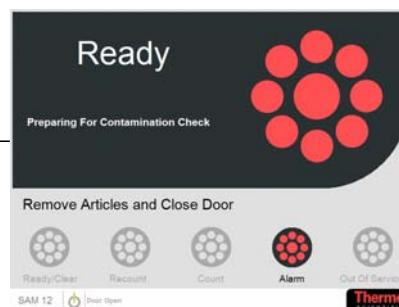 Ready
Preparing For Contamination Check
Remove Articles and Close Door
Ready/Clear Recount Count Alarm Out Of Service
SAM 12 Door Open Thermo